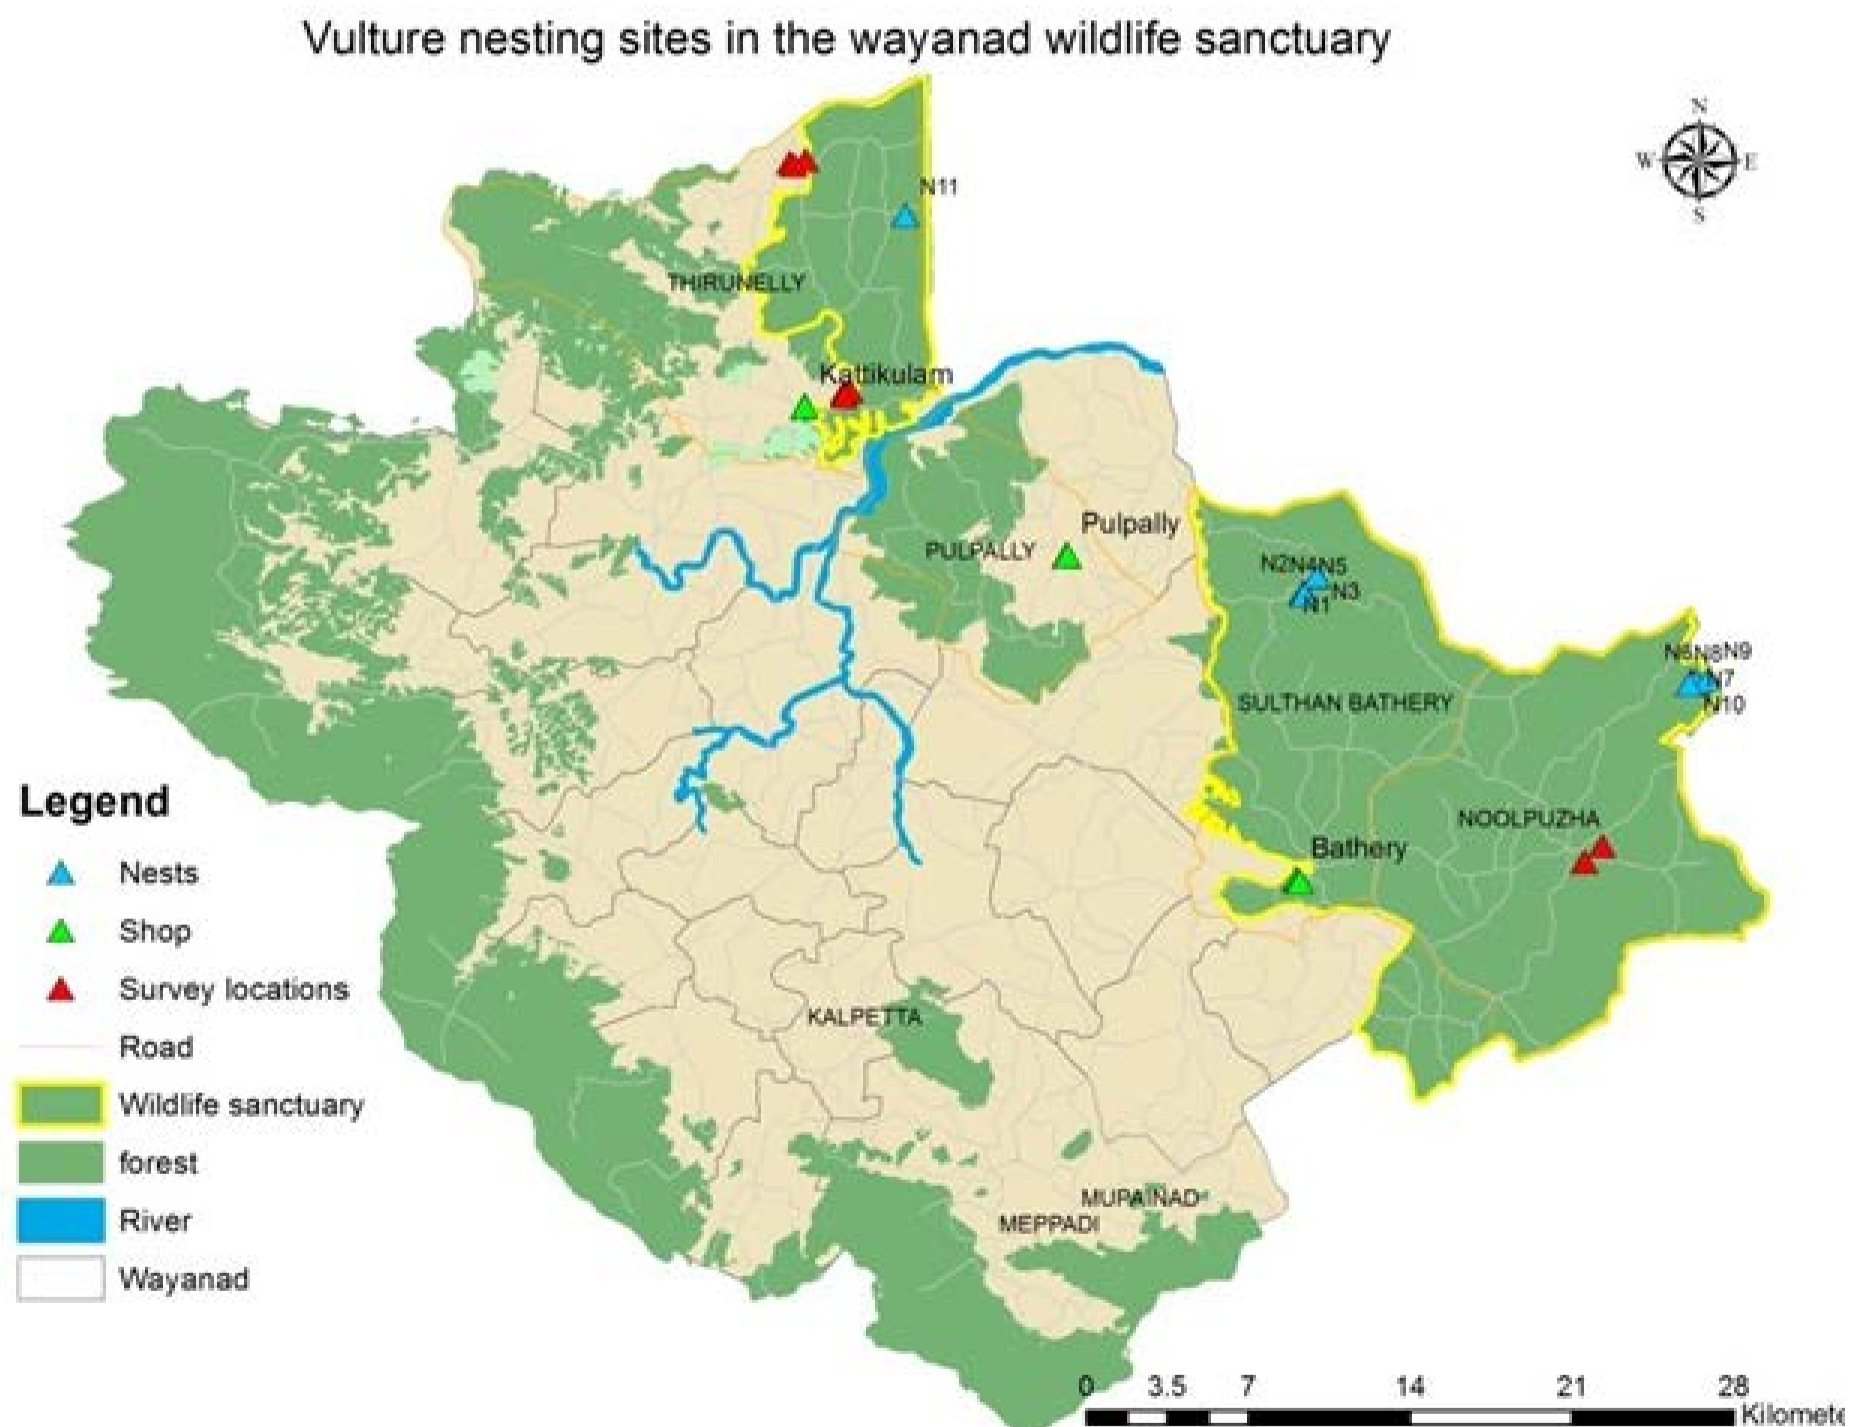 Vulture nesting sites in the wayanad wildlife sanctuary
N
W
E
S
N11
THIRUNELLY
Kattikulam
Pulpally
PULPALLY
N2N4N5
N3
N1
N6N8N9
N7
N10
SULTHAN BATHERY
NOOLPUZHA
Bathery
KALPETTA
MUPAINAD
MEPPADI
Legend
Nests
Shop
Survey locations
Road
Wildlife sanctuary
forest
River
Wayanad
0 3.5 7 14 21 28
Kilomete